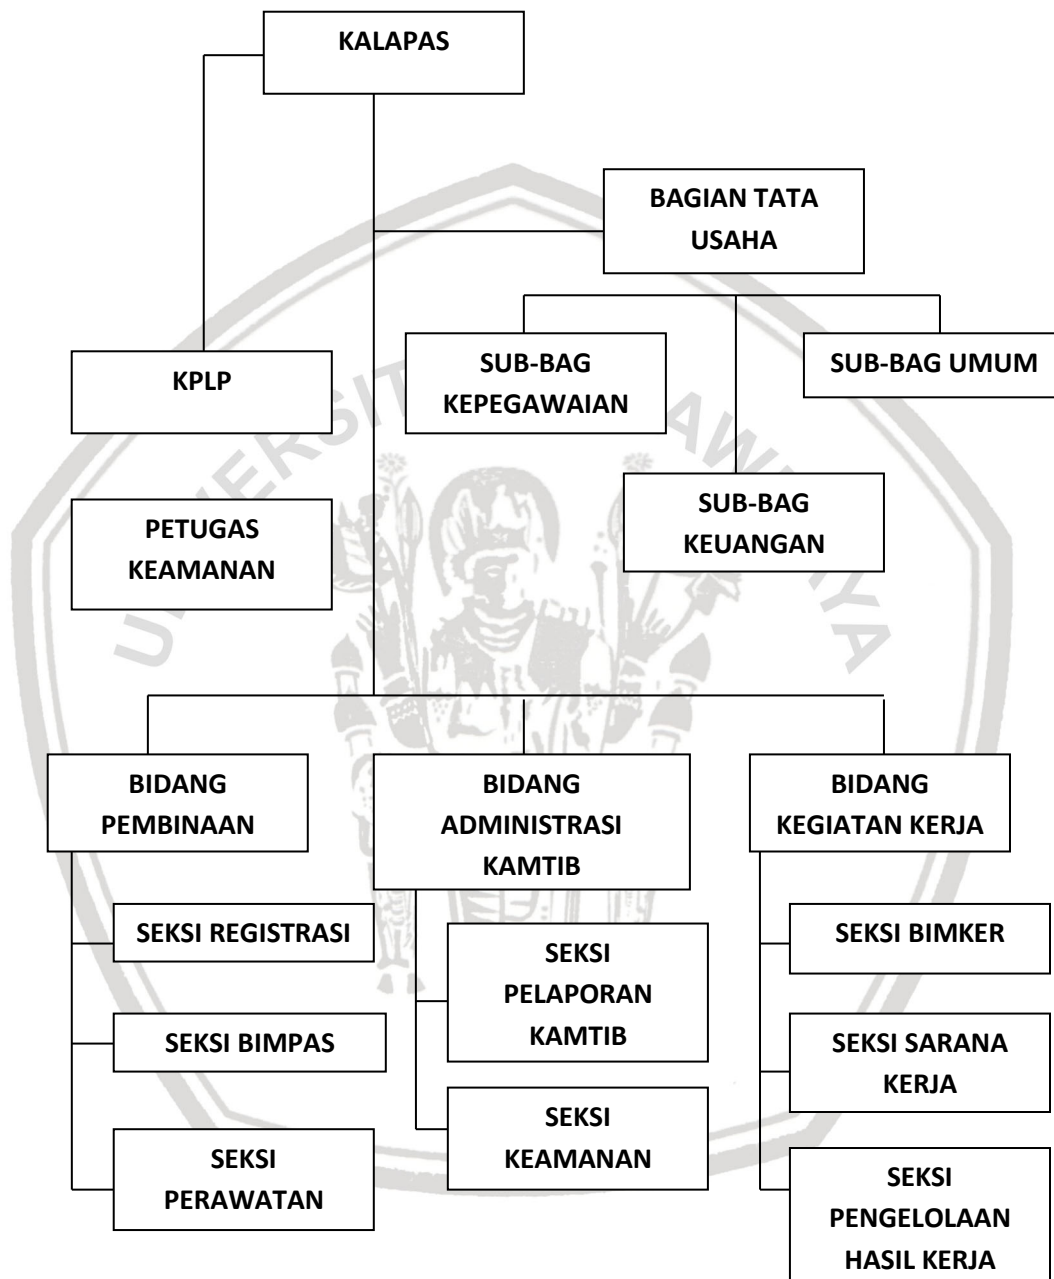 KALAPAS
BAGIAN TATA
USAHA
KPLP
SUB-BAG
KEPEGAWAIAN
SUB-BAG UMUM
SUB-BAG
KEUANGAN
PETUGAS
KEAMANAN
BIDANG
PEMBINAAN
BIDANG
ADMINISTRASI
KAMTIB
BIDANG
KEGIATAN KERJA
SEKSI REGISTRASI
SEKSI BIMPAS
SEKSI
PERAWATAN
SEKSI
PELAPORAN
KAMTIB
SEKSI
KEAMANAN
SEKSI BIMKER
SEKSI SARANA
KERJA
SEKSI
PENGELOLAAN
HASIL KERJA